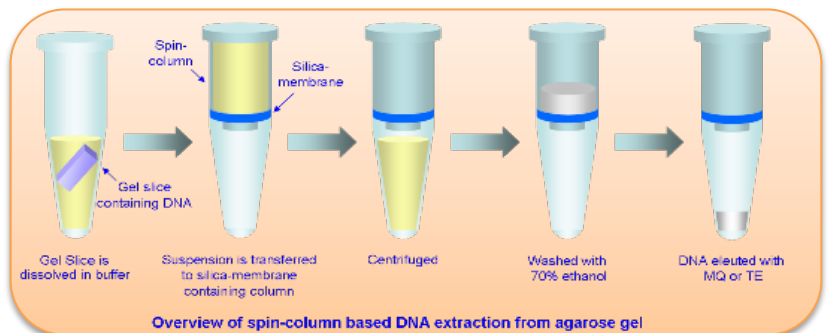 Spin-
column
Silica-
membrane
Gel slice
containing DNA
Gel Slice is
dissolved in buffer
Suspension is transferred
to silica-membrane
containing column
Centrifuged
Washed with
70% ethanol
DNA eleuted with
MQ or TE
Overview of spin-column based DNA extraction from agarose gel